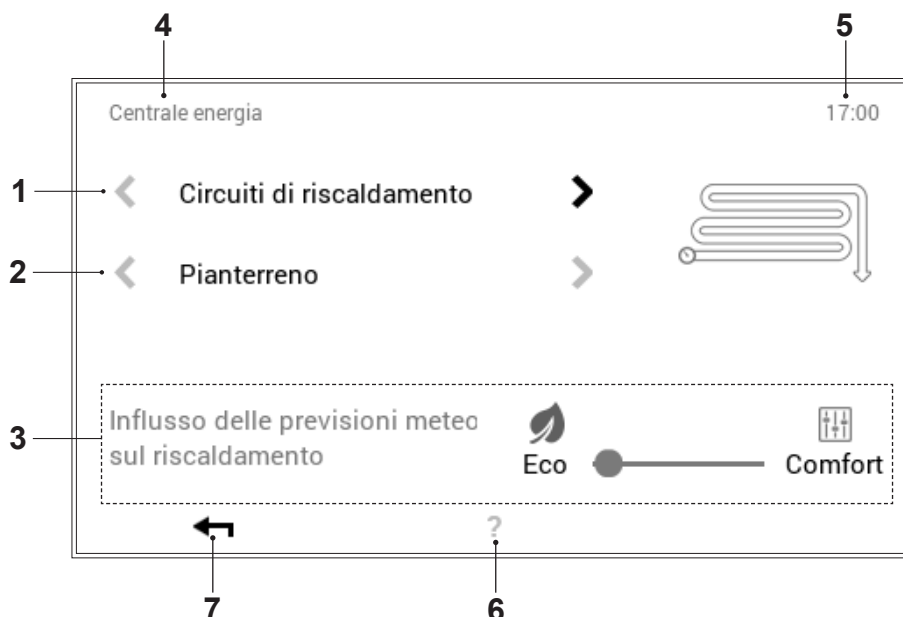 4 5
Centrale energia 17:00
1 Circuiti di riscaldamento
2 Pianterreno
3 Influsso delle previsioni meteo
sul riscaldamento
Eco Comfort
?
7 6